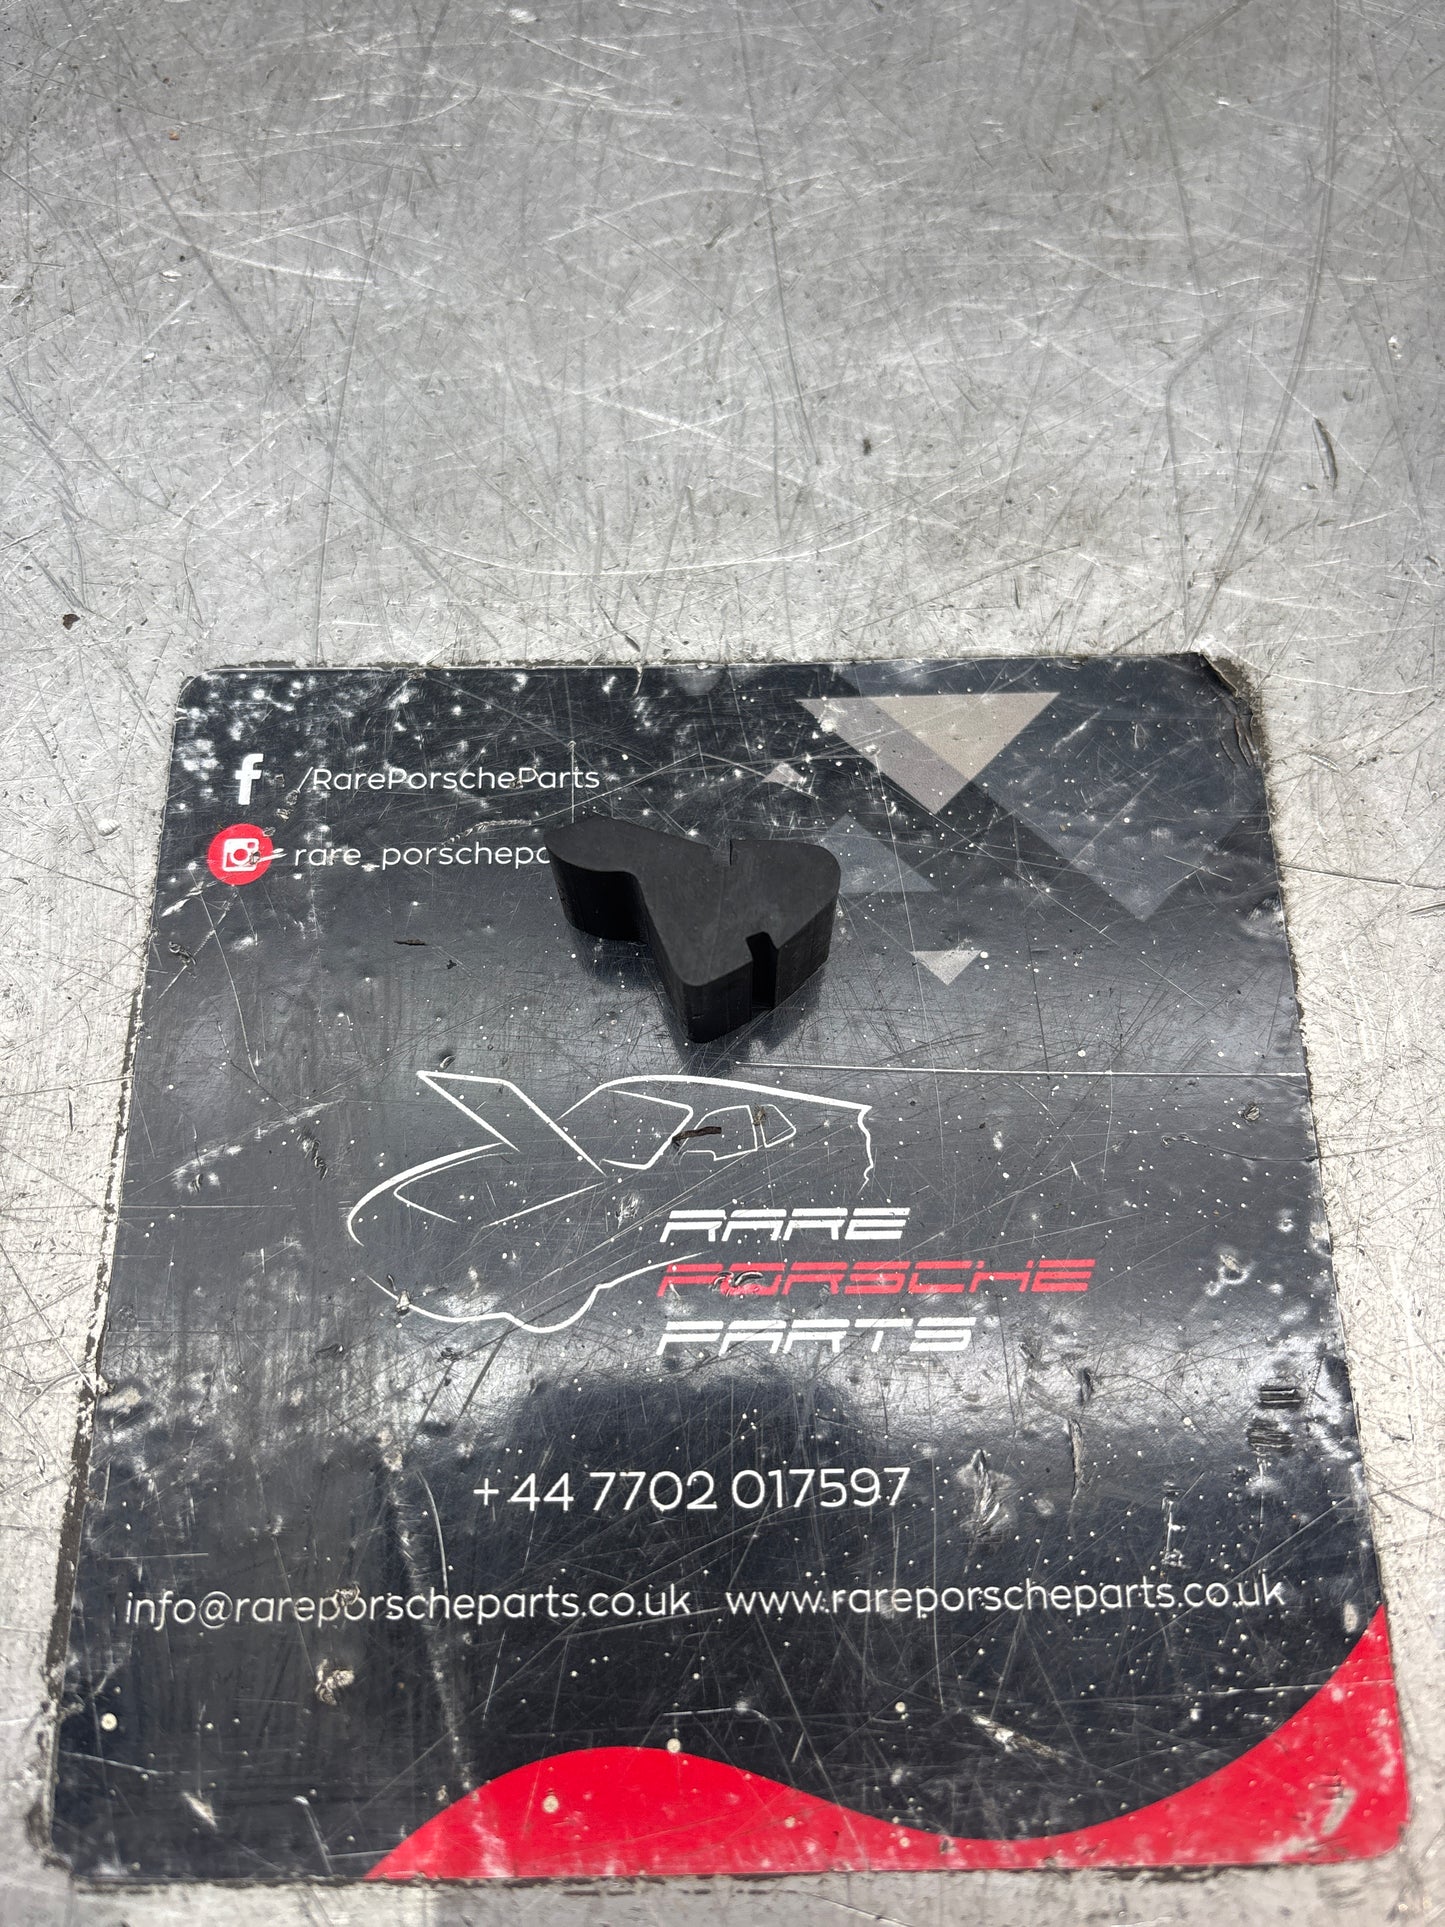 f /RarePorscheParts
rare_porschepa
RARE
PORSCHE
PARTS
+44 7702 017597
info@rareporscheparts.co.uk www.rareporscheparts.co.uk